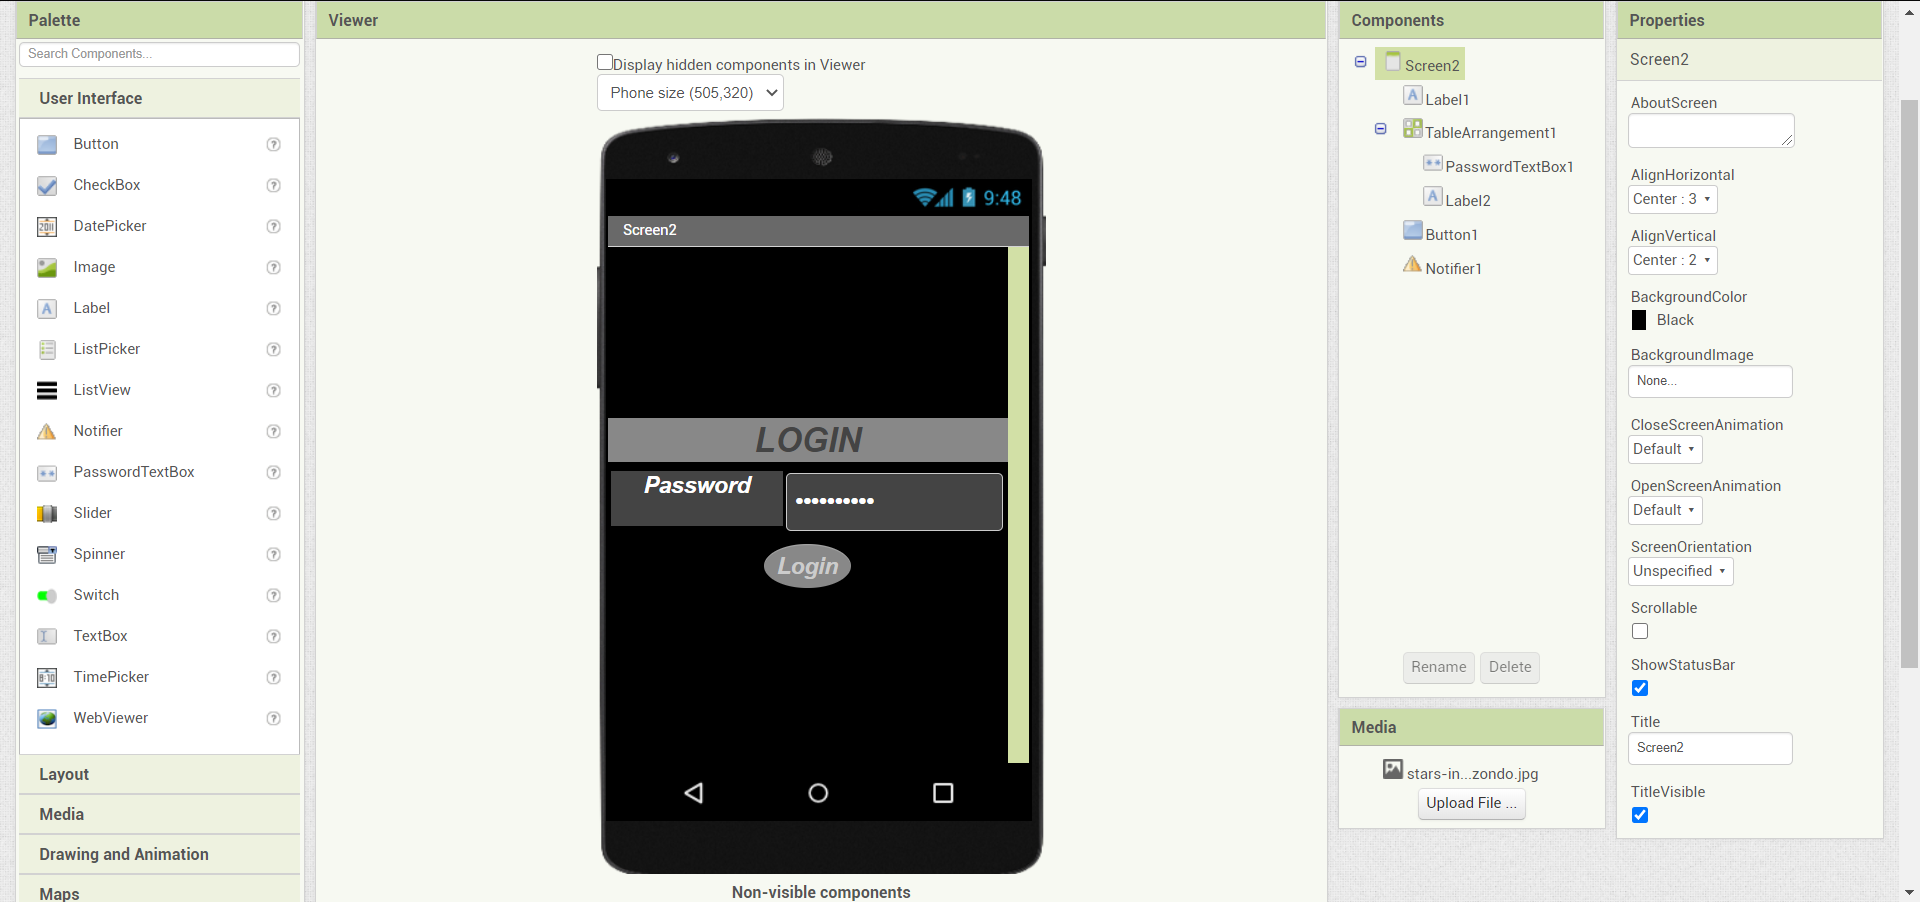 Palette
Search Components...
User Interface
Button
CheckBox
DatePicker
Image
Label
ListPicker
ListView
Notifier
PasswordTextBox
Slider
Spinner
Switch
TextBox
TimePicker
WebViewer
Layout
Media
Drawing and Animation
Maps
Viewer
Display hidden components in Viewer
Phone size (505,320)
9:48
Screen2
LOGIN
Password
••••••••••
Login
Non-visible components
Components
Screen2
Label1
TableArrangement1
PasswordTextBox1
Label2
Button1
Notifier1
Rename Delete
Media
stars-in...zondo.jpg
Upload File ...
Properties
Screen2
AboutScreen
AlignHorizontal
Center : 3
AlignVertical
Center : 2
BackgroundColor
Black
BackgroundImage
None...
CloseScreenAnimation
Default
OpenScreenAnimation
Default
ScreenOrientation
Unspecified
Scrollable
ShowStatusBar
Title
Screen2
TitleVisible